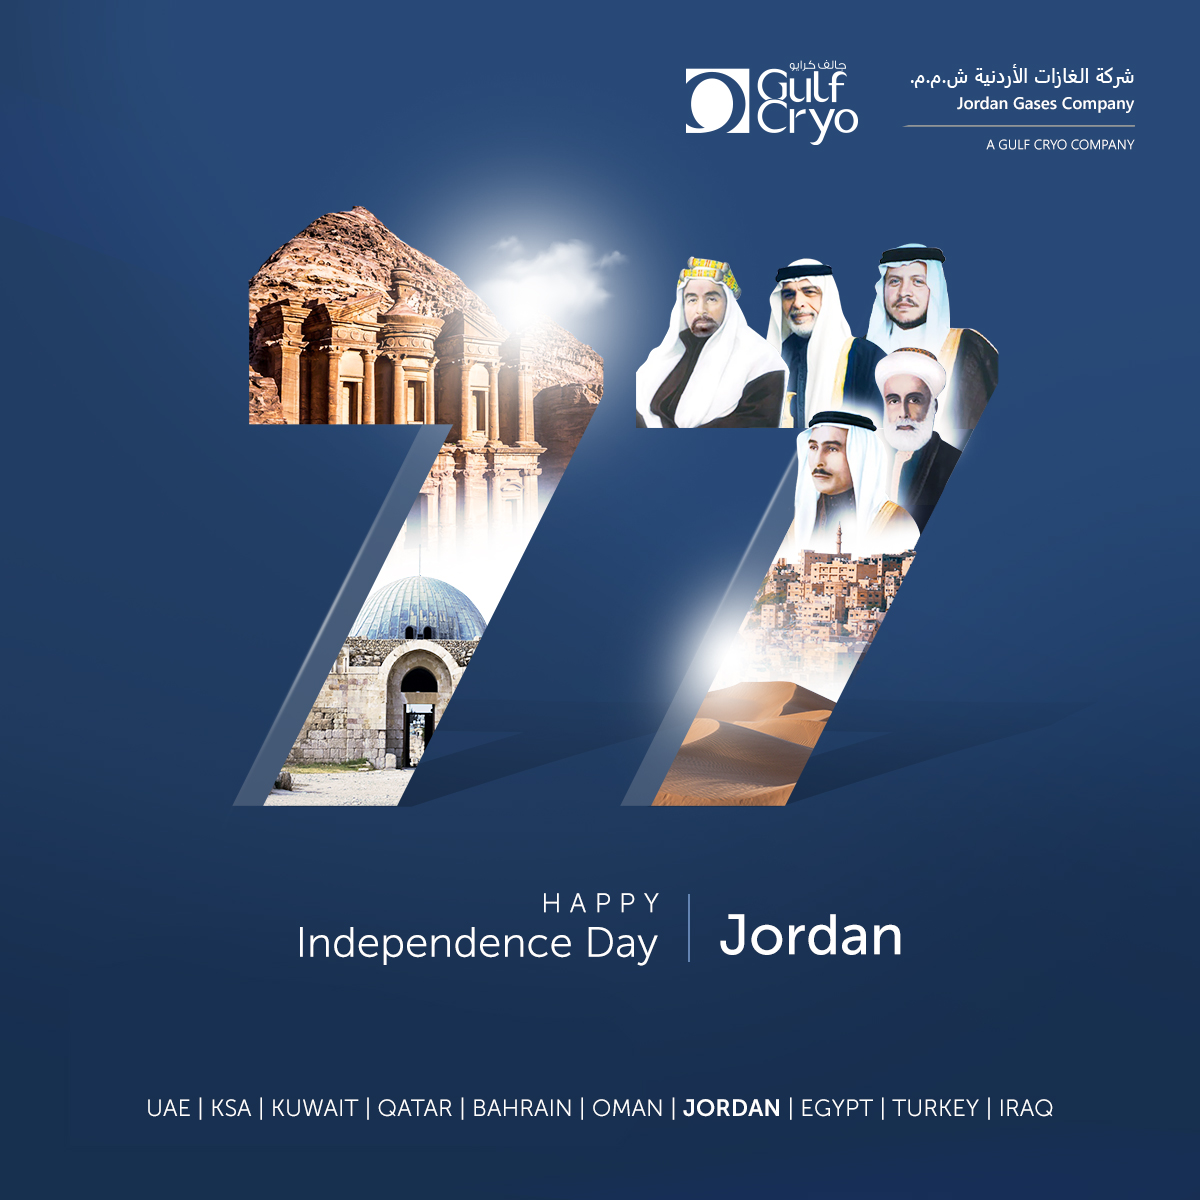 جالف كرايو
Gulf
Cryo
شركة الغازات الأردنية ش.م.م.
Jordan Gases Company
A GULF CRYO COMPANY
77
HAPPY
Independence Day
Jordan
UAE | KSA | KUWAIT | QATAR | BAHRAIN | OMAN | JORDAN | EGYPT | TURKEY | IRAQ